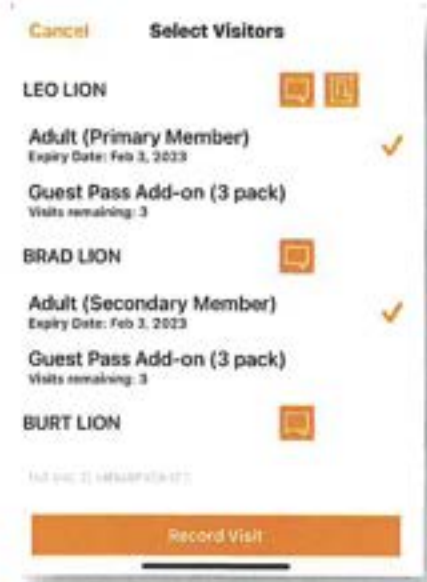 Cancel Select Visitors
LEO LION
Adult (Primary Member)
Expiry Date: Feb 3, 2023
Guest Pass Add-on (3 pack)
Visits remaining: 3
BRAD LION
Adult (Secondary Member)
Expiry Date: Feb 3, 2023
Guest Pass Add-on (3 pack)
Visits remaining: 3
BURT LION
Record Visit